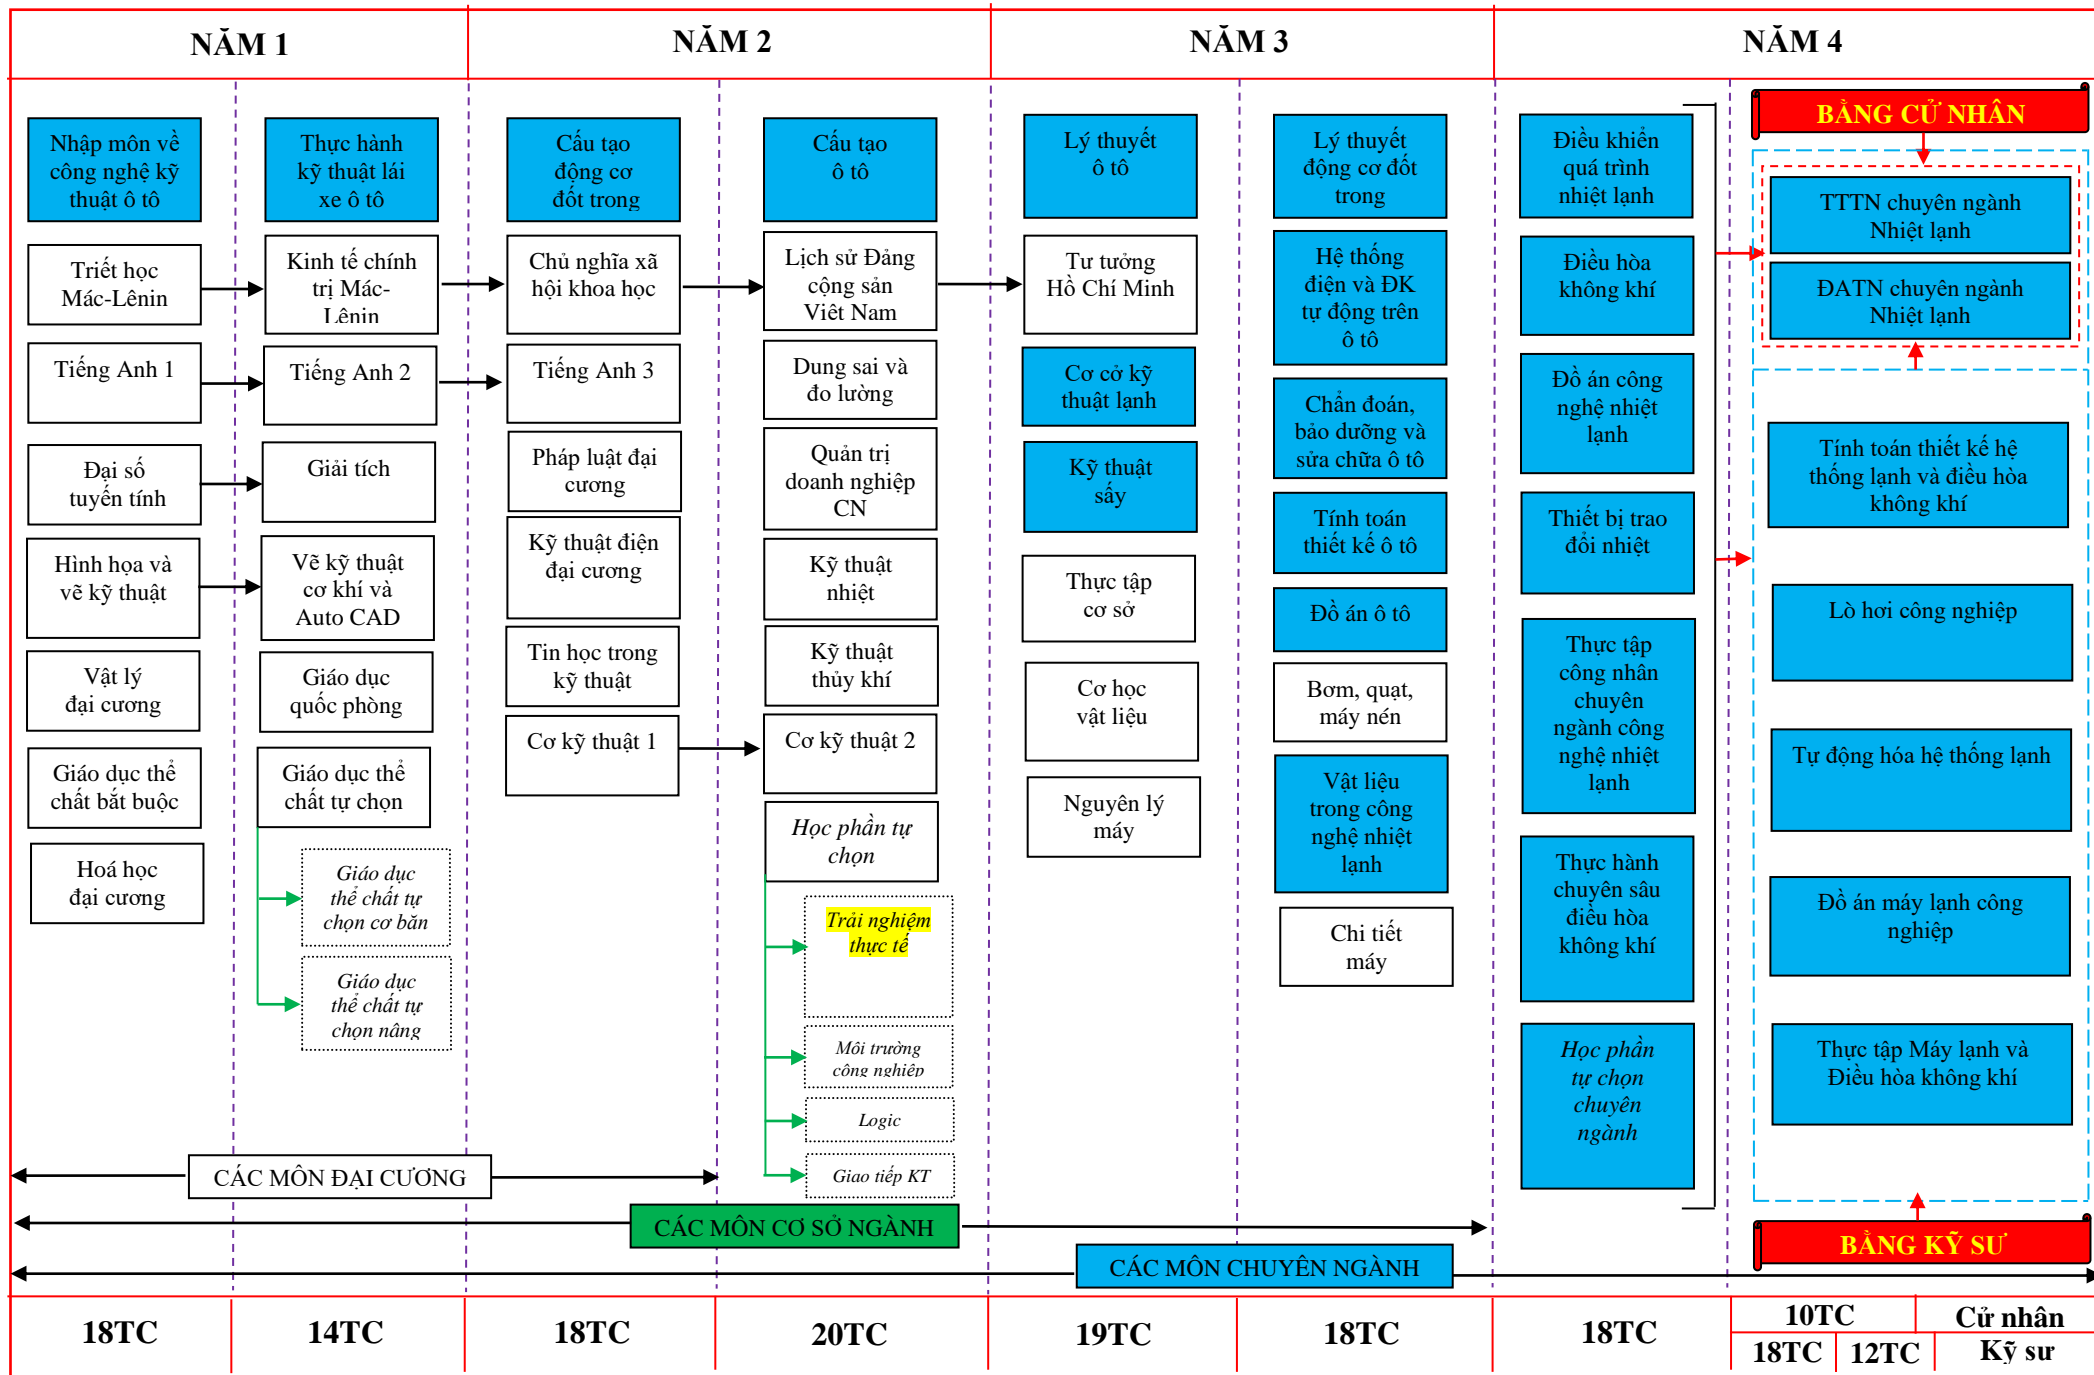 NĂM 1
NĂM 2
NĂM 3
NĂM 4
Nhập môn về
công nghệ kỹ
thuật ô tô
Triết học
Mác-Lênin
Tiếng Anh 1
Đại số
tuyến tính
Hình họa và
vẽ kỹ thuật
Vật lý
đại cương
Giáo dục thể
chất bắt buộc
Hoá học
đại cương
Thực hành
kỹ thuật lái
xe ô tô
Kinh tế chính
trị Mác-
Lênin
Tiếng Anh 2
Giải tích
Vẽ kỹ thuật
cơ khí và
Auto CAD
Giáo dục
quốc phòng
Giáo dục thể
chất tự chọn
Giáo dục
thể chất tự
chọn cơ băn
Giáo dục
thể chất tự
chọn nâng
Cấu tạo
động cơ
đốt trong
Chủ nghĩa xã
hội khoa học
Tiếng Anh 3
Pháp luật đại
cương
Kỹ thuật điện
đại cương
Tin học trong
kỹ thuật
Cơ kỹ thuật 1
Cấu tạo
ô tô
Lịch sử Đảng
cộng sản
Việt Nam
Dung sai và
đo lường
Quản trị
doanh nghiệp
CN
Kỹ thuật
nhiệt
Kỹ thuật
thủy khí
Cơ kỹ thuật 2
Học phần tự
chọn
Trải nghiệm
thực tế
Môi trường
công nghiệp
Logic
Giao tiếp KT
Lý thuyết
ô tô
Tư tưởng
Hồ Chí Minh
Cơ cở kỹ
thuật lạnh
Kỹ thuật
sấy
Thực tập
cơ sở
Cơ học
vật liệu
Nguyên lý
máy
Lý thuyết
động cơ đốt
trong
Hệ thống
điện và ĐK
tự động trên
ô tô
Chẩn đoán,
bảo dưỡng và
sửa chữa ô tô
Tính toán
thiết kế ô tô
Đồ án ô tô
Bơm, quạt,
máy nén
Vật liệu
trong công
nghệ nhiệt
lạnh
Chi tiết
máy
Điều khiển
quá trình
nhiệt lạnh
Điều hòa
không khí
Đồ án công
nghệ nhiệt
lạnh
Thiết bị trao
đổi nhiệt
Thực tập
công nhân
chuyên
ngành công
nghệ nhiệt
lạnh
Thực hành
chuyên sâu
điều hòa
không khí
Học phần
tự chọn
chuyên
ngành
BẰNG CỬ NHÂN
TTTN chuyên ngành
Nhiệt lạnh
ĐATN chuyên ngành
Nhiệt lạnh
Tính toán thiết kế hệ
thống lạnh và điều hòa
không khí
Lò hơi công nghiệp
Tự động hóa hệ thống lạnh
Đồ án máy lạnh công
nghiệp
Thực tập Máy lạnh và
Điều hòa không khí
BẰNG KỸ SƯ
CÁC MÔN ĐẠI CƯƠNG
CÁC MÔN CƠ SỞ NGÀNH
CÁC MÔN CHUYÊN NGÀNH
18TC
14TC
18TC
20TC
19TC
18TC
18TC
10TC
Cử nhân
18TC
12TC
Kỹ sư